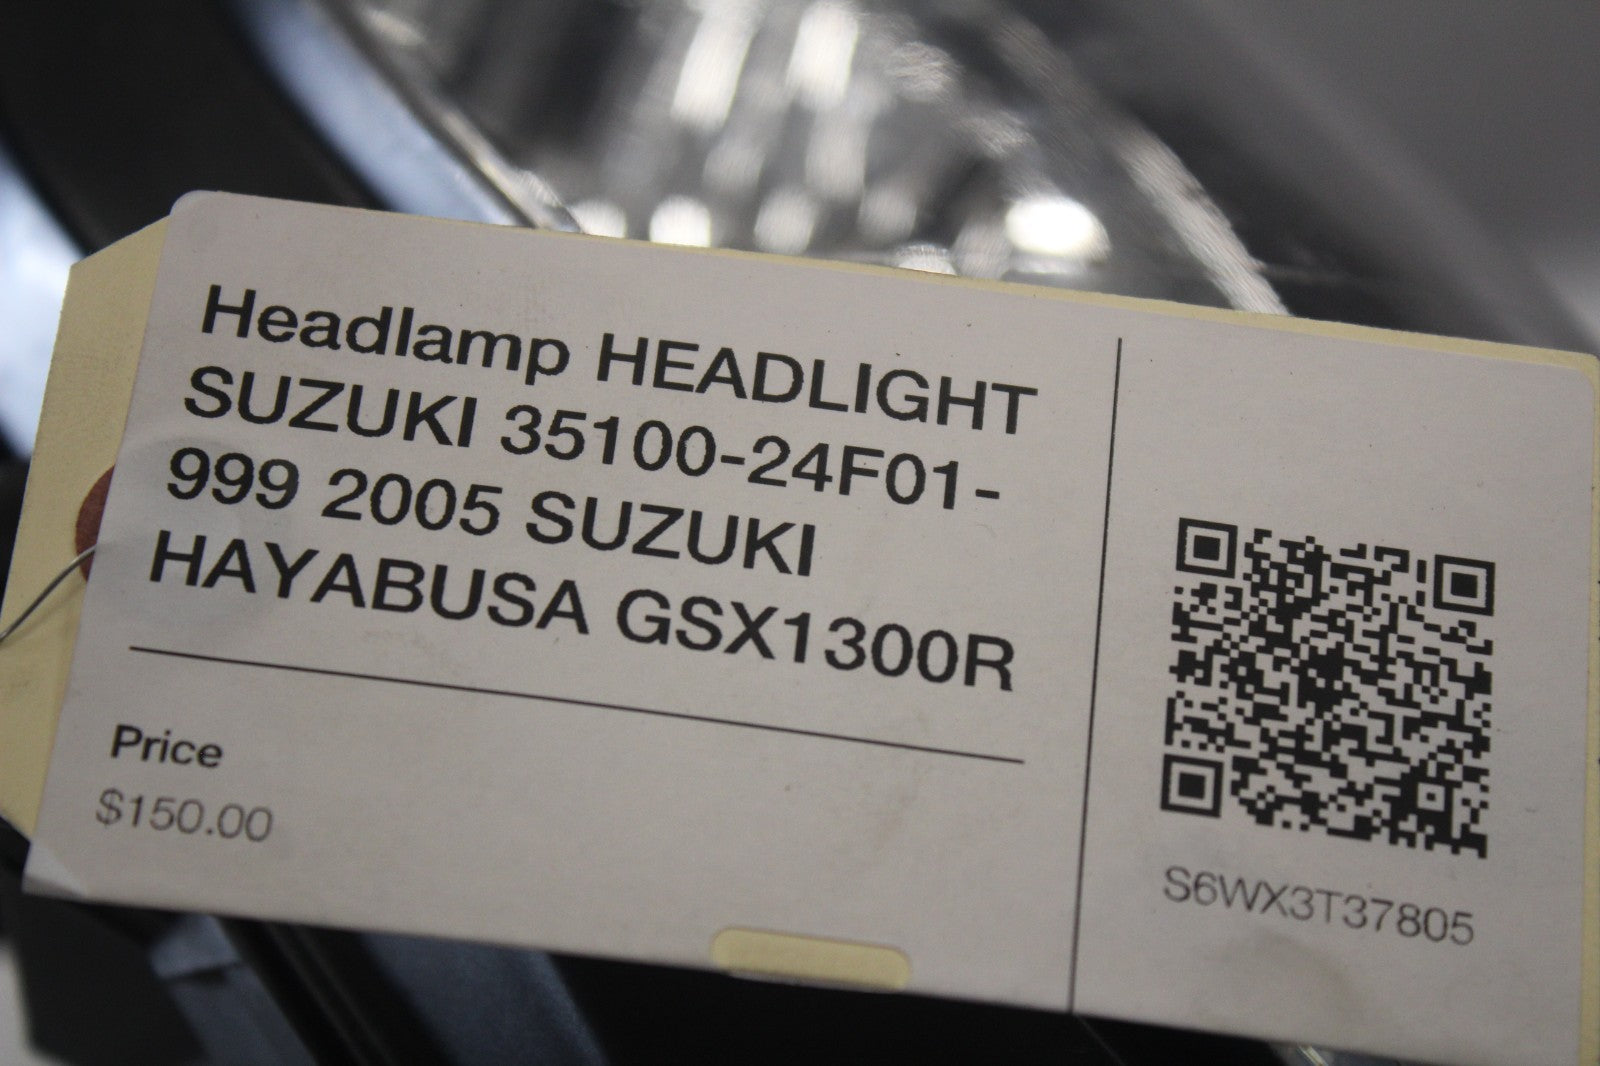 Headlamp HEADLIGHT
SUZUKI 35100-24F01-
999 2005 SUZUKI
HAYABUSA GSX1300R
Price
$150.00
S6WX3T37805